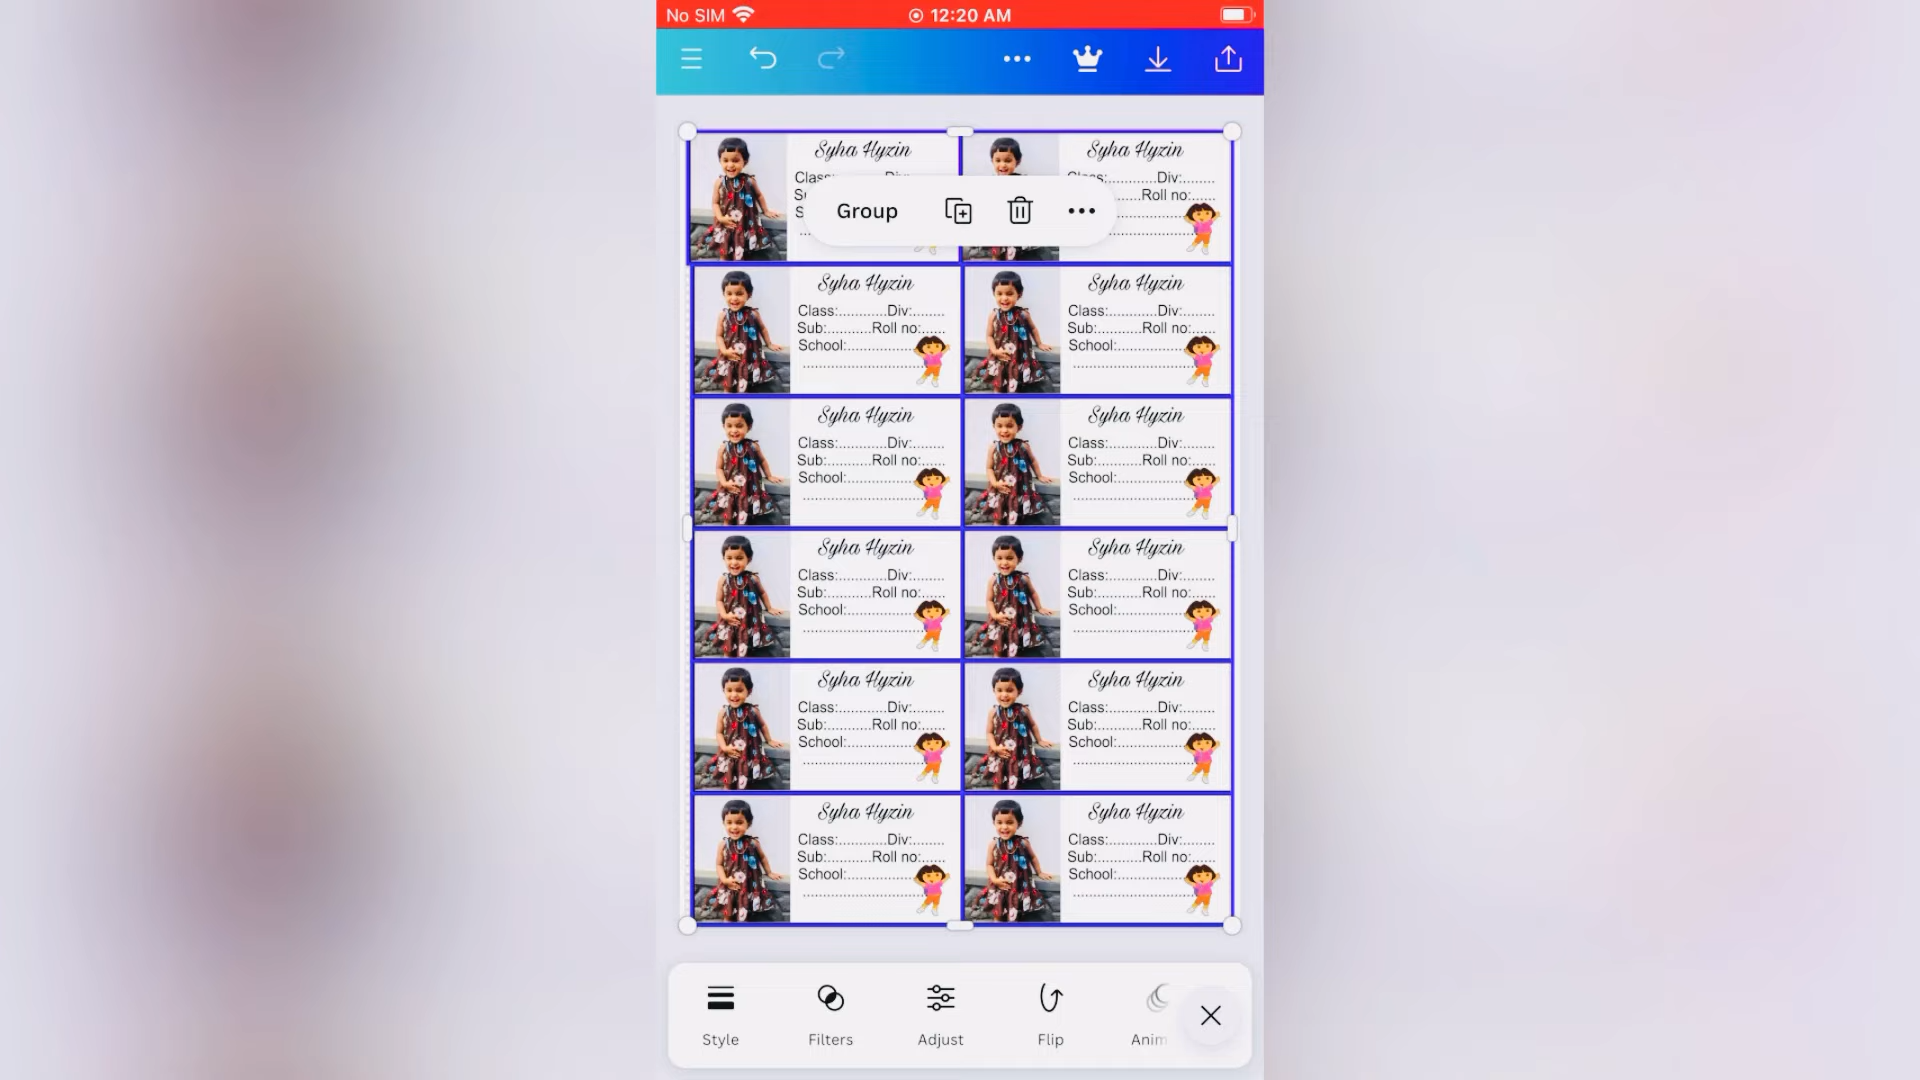 No SIM 12:20 AM
Syha Hyzin
Syha Hyzin
Class:............Div:........
Roll no:......
Group
Syha Hyzin
Class:............Div:........
Sub:...........Roll no:......
School:...................
..............................
Syha Hyzin
Class:............Div:........
Sub:...........Roll no:......
School:...................
..............................
Syha Hyzin
Class:............Div:........
Sub:...........Roll no:......
School:...................
..............................
Syha Hyzin
Class:............Div:........
Sub:...........Roll no:......
School:...................
..............................
Syha Hyzin
Class:............Div:........
Sub:...........Roll no:......
School:...................
..............................
Syha Hyzin
Class:............Div:........
Sub:...........Roll no:......
School:...................
..............................
Syha Hyzin
Class:............Div:........
Sub:...........Roll no:......
School:...................
..............................
Syha Hyzin
Class:............Div:........
Sub:...........Roll no:......
School:...................
..............................
Syha Hyzin
Class:............Div:........
Sub:...........Roll no:......
School:...................
..............................
Syha Hyzin
Class:............Div:........
Sub:...........Roll no:......
School:...................
..............................
Style
Filters
Adjust
Flip
Anim